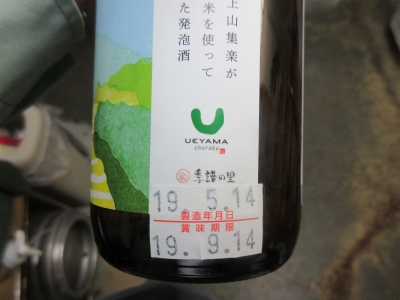 上山集楽が
米を使って
た発泡酒
UEYAMA
shuraku
季譜の里
19. 5.14
製造年月日
賞味期限
19. 9.14